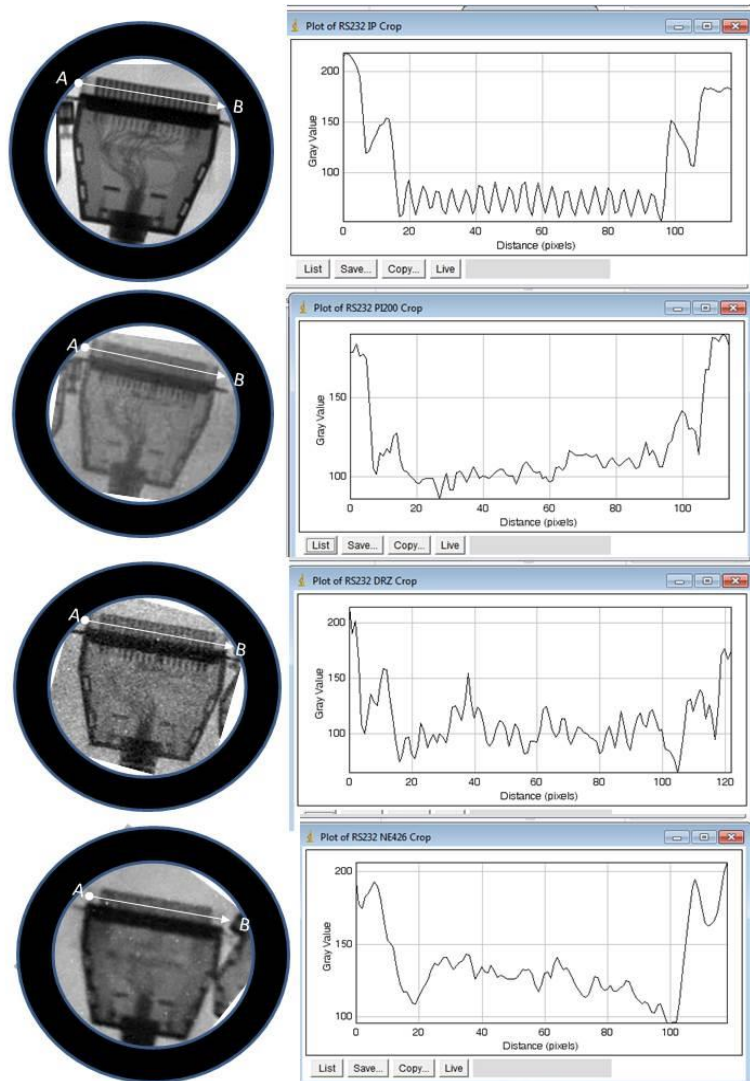 Plot of RS232 IP Crop
A
B
Gray Value
200
150
100
0 20 40 60 80 100
Distance (pixels)
List Save... Copy... Live
Plot of RS232 PI200 Crop
A
B
Gray Value
150
100
0 20 40 60 80 100
Distance (pixels)
List Save... Copy... Live
Plot of RS232 DRZ Crop
A
B
Gray Value
200
150
100
0 20 40 60 80 100 120
Distance (pixels)
Plot of RS232 NE426 Crop
A
B
Gray Value
200
150
100
0 20 40 60 80 100
Distance (pixels)
List Save... Copy... Live